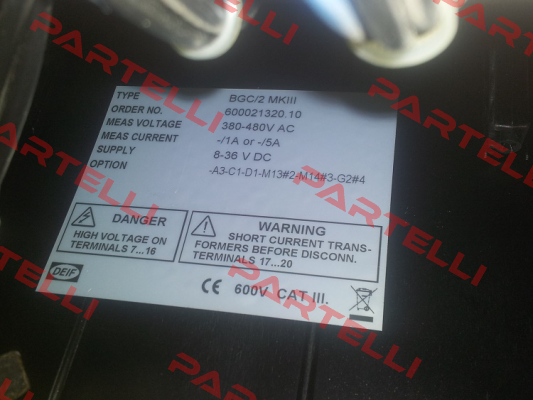 PARTELLI
PARTELLI
PARTELLI
TYPE BGC/2 MKIII
ORDER NO. 600021320.10
MEAS VOLTAGE 380-480V AC
MEAS CURRENT -/1A or -/5A
SUPPLY 8-36 V DC
OPTION -A3-C1-D1-M13#2-M14#3-G2#4
DANGER
HIGH VOLTAGE ON
TERMINALS 7...16
WARNING
SHORT CURRENT TRANS-
FORMERS BEFORE DISCONN.
TERMINALS 17...20
DEIF
CE 600V CAT III.
PARTELLI
PARTELLI